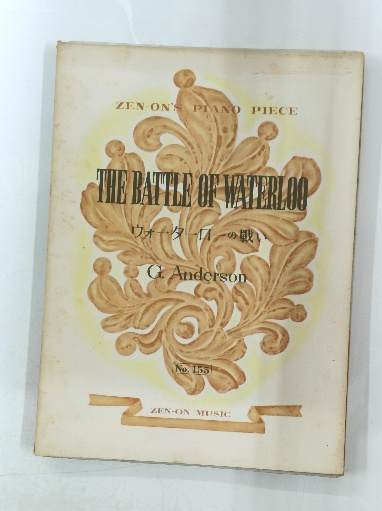 ZEN-ON'S PIANO PIECE
THE BATTLE OF WATERLOO
ウォーターローの戦い
G. Anderson
(No. 155)
ZEN-ON MUSIC